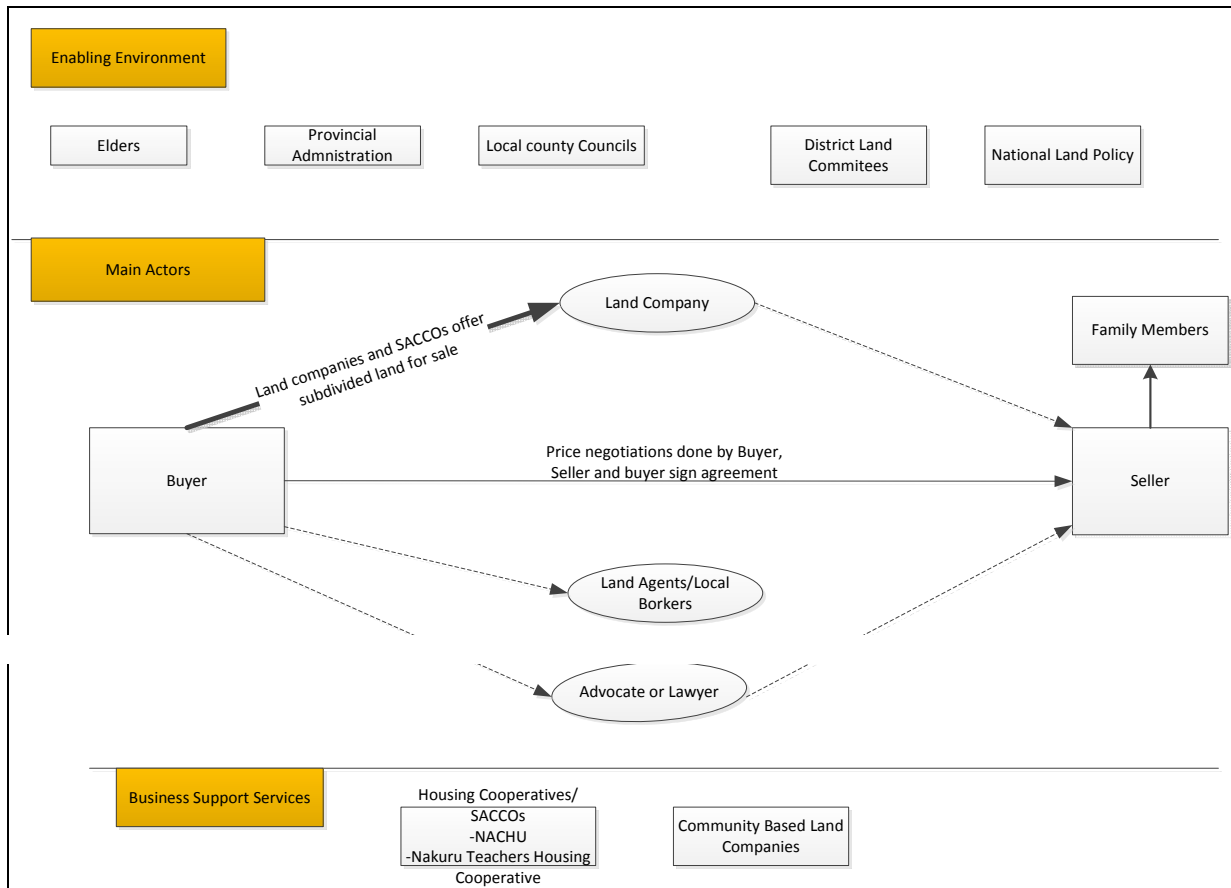 Enabling Environment
Elders
Provincial
Admnistration
Local county Councils
District Land
Commitees
National Land Policy
Main Actors
Land Company
Family Members
Land companies and SACCOs offer
subdivided land for sale
Buyer
Price negotiations done by Buyer,
Seller and buyer sign agreement
Seller
Land Agents/Local
Borkers
Advocate or Lawyer
Business Support Services
Housing Cooperatives/
SACCOs
-NACHU
-Nakuru Teachers Housing
Cooperative
Community Based Land
Companies